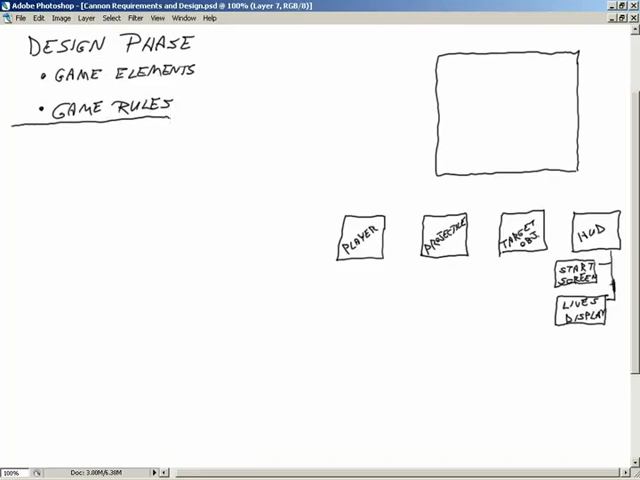 Adobe Photoshop - [Cannon Requirements and Design.psd @ 100% (Layer 7, RGB/8)]
File Edit Image Layer Select Filter View Window Help
DESIGN PHASE
• GAME ELEMENTS
• GAME RULES
PLAYER
PROJECTILE
TARGET
OBJ.
HUD
START
SCREEN
LIVES
DISPLAY
100%
Doc: 3.00M/6.38M